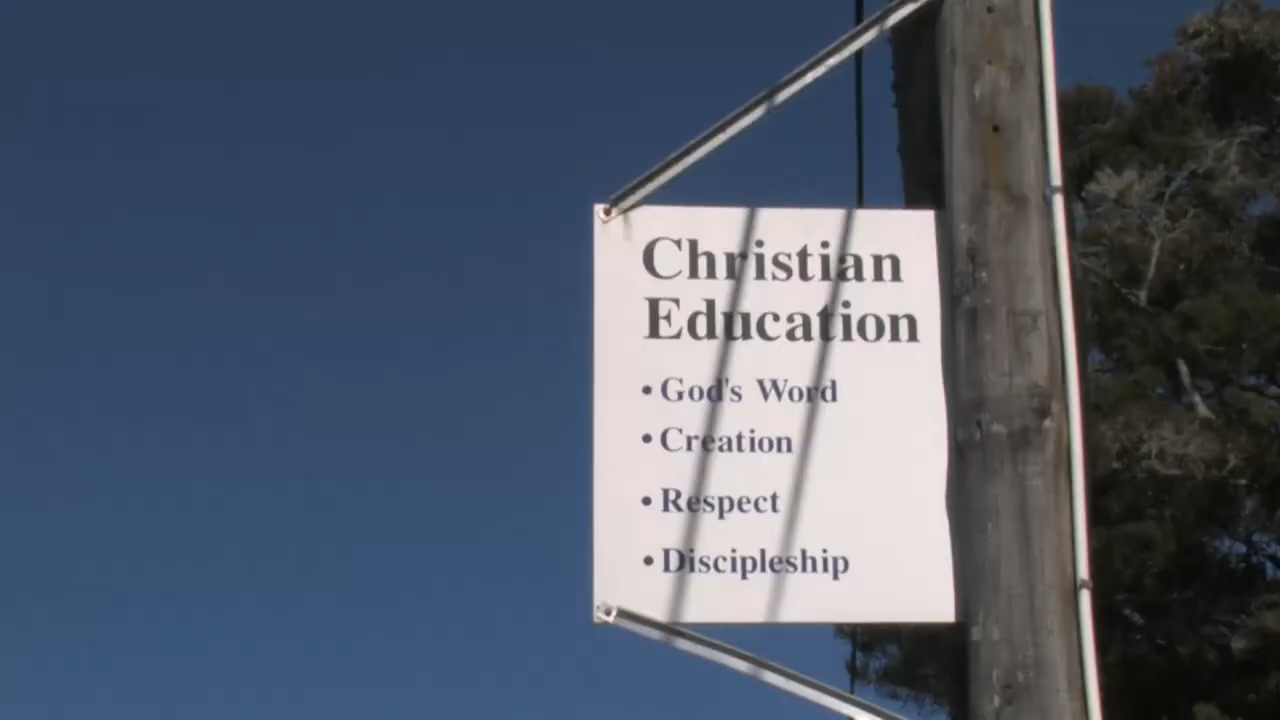 Christian
Education
• God's Word
• Creation
• Respect
• Discipleship